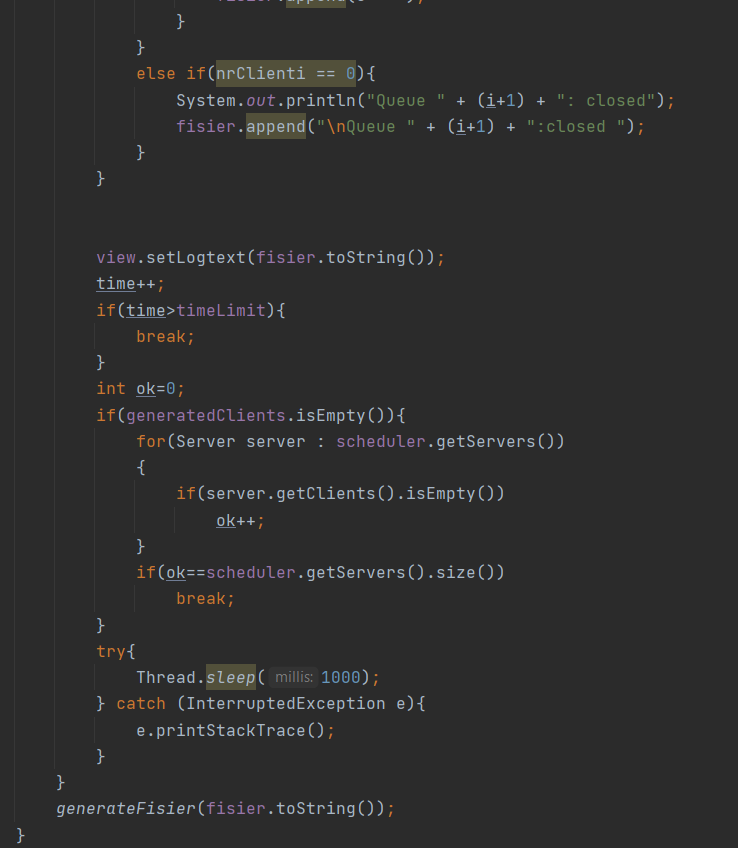 }
}
else if(nrClienti == 0){
System.out.println("Queue " + (i+1) + ": closed");
fisier.append("\nQueue " + (i+1) + ":closed ");
}
}
view.setLogtext(fisier.toString());
time++;
if(time>timeLimit){
break;
}
int ok=0;
if(generatedClients.isEmpty()){
for(Server server : scheduler.getServers())
{
if(server.getClients().isEmpty())
ok++;
}
if(ok==scheduler.getServers().size())
break;
}
try{
Thread.sleep( millis: 1000);
} catch (InterruptedException e){
e.printStackTrace();
}
}
generateFisier(fisier.toString());
}